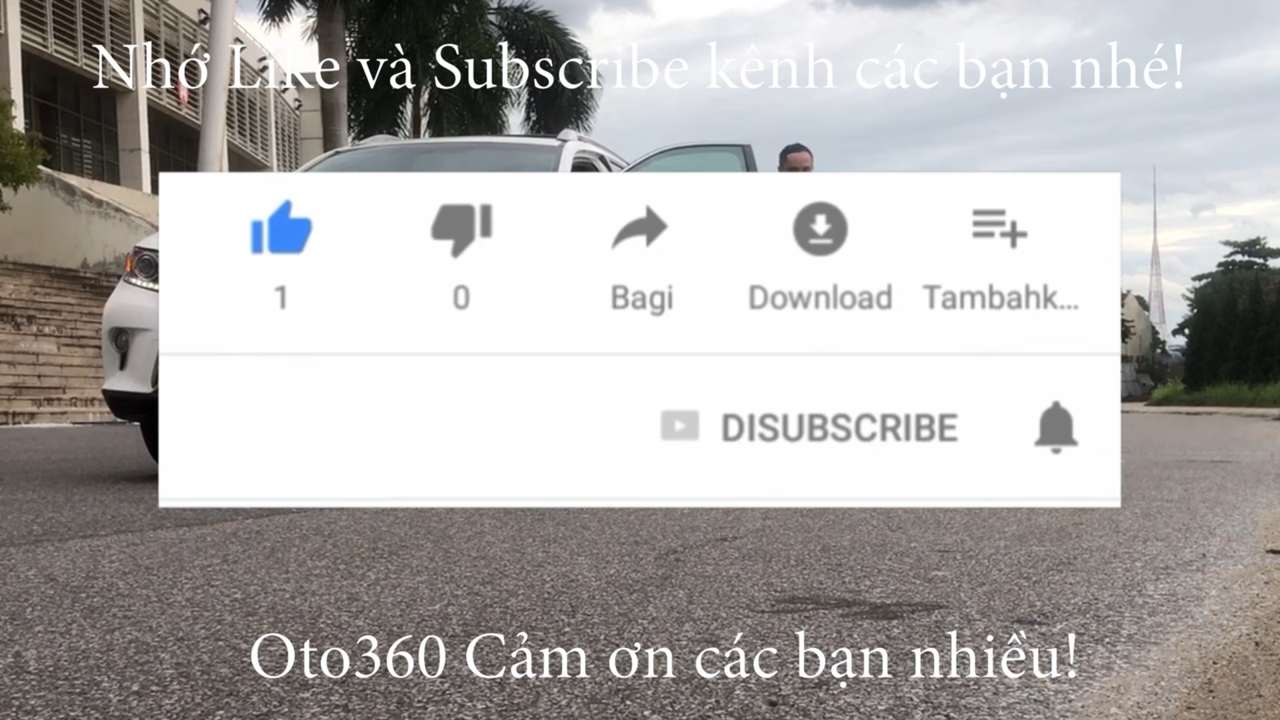 Nhớ Like và Subscribe kênh các bạn nhé!
1 0 Bagi Download Tambahk...
DISUBSCRIBE
Oto360 Cảm ơn các bạn nhiều!